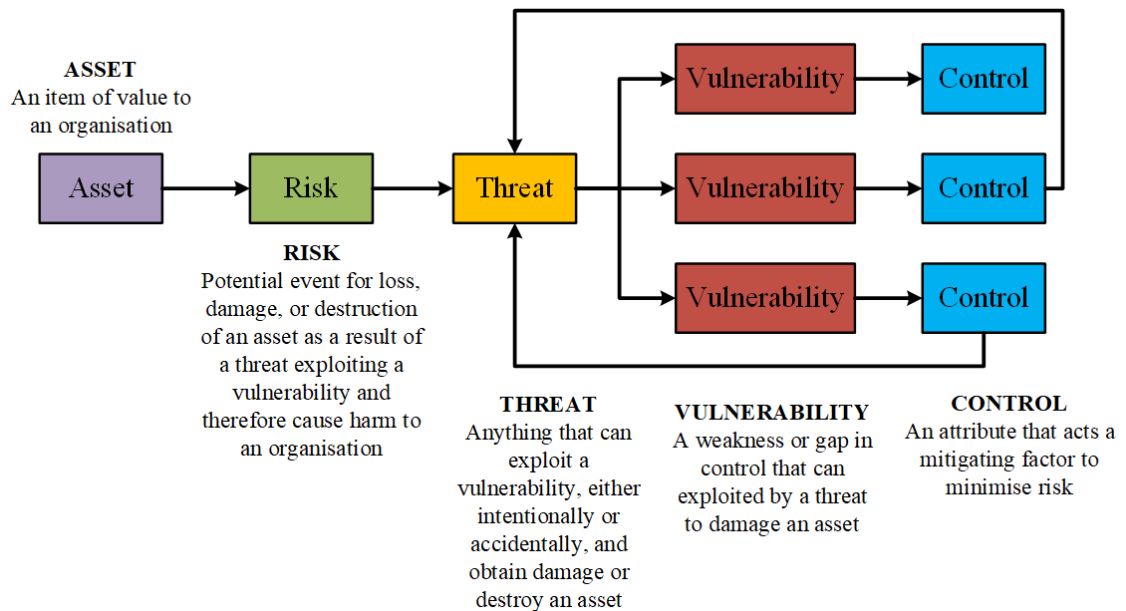 ASSET
An item of value to
an organisation
Asset
Risk
Threat
Vulnerability
Control
Vulnerability
Control
Vulnerability
Control
RISK
Potential event for loss,
damage, or destruction
of an asset as a result of
a threat exploiting a
vulnerability and
therefore cause harm to
an organisation
THREAT
Anything that can
exploit a
vulnerability, either
intentionally or
accidentally, and
obtain damage or
destroy an asset
VULNERABILITY
A weakness or gap in
control that can
exploited by a threat
to damage an asset
CONTROL
An attribute that acts a
mitigating factor to
minimise risk